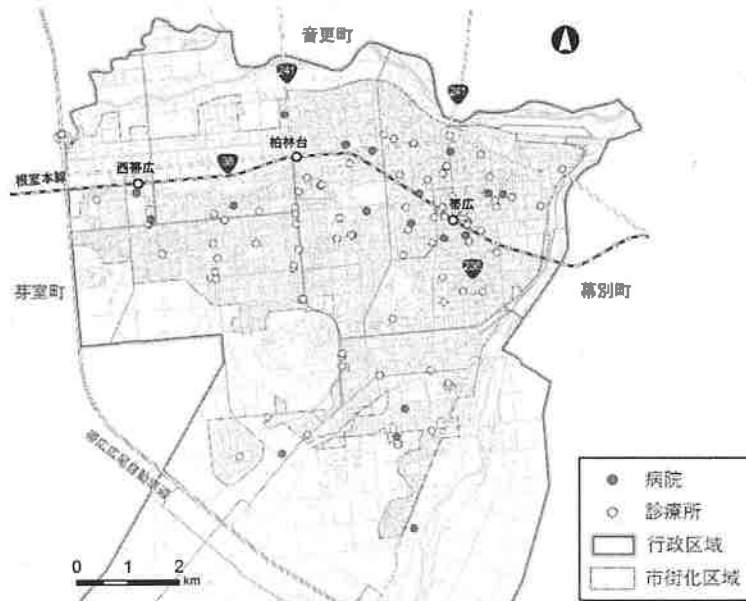 音更町
241
241
柏林台
38
西帯広
根室本線
帯広
236
芽室町
幕別町
帯広広尾自動車道
病院
診療所
行政区域
市街化区域
0 1 2
km